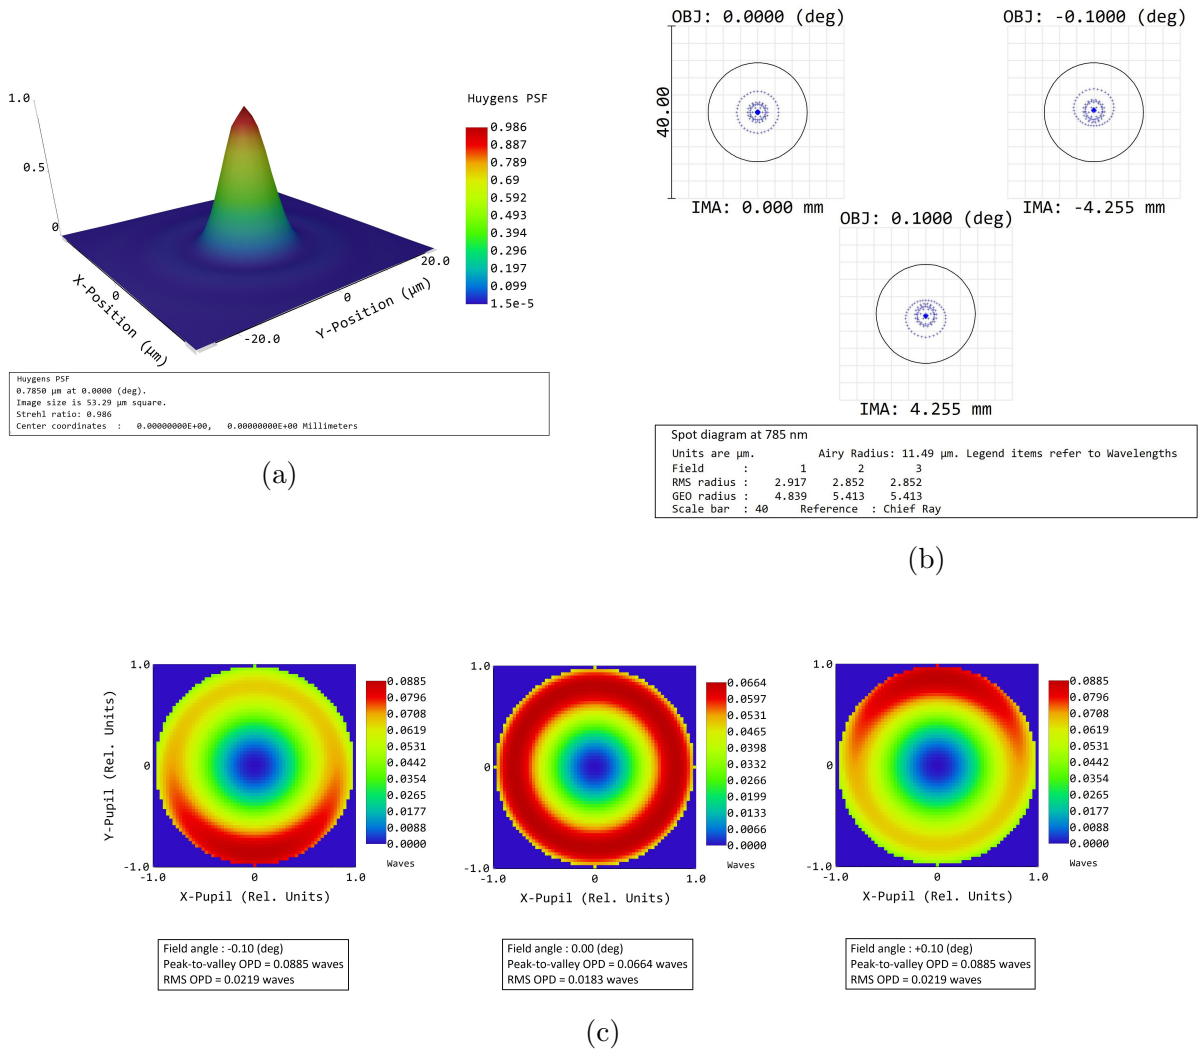 1.0
0.5
0
X-Position (μm)
0
-20.0
Y-Position (μm)
0
20.0
Huygens PSF
0.986
0.887
0.789
0.69
0.592
0.493
0.394
0.296
0.197
0.099
1.5e-5
Huygens PSF
0.7850 μm at 0.0000 (deg).
Image size is 53.29 μm square.
Strehl ratio: 0.986
Center coordinates : 0.00000000E+00, 0.00000000E+00 Millimeters
(a)
OBJ: 0.0000 (deg)
40.00
IMA: 0.000 mm
OBJ: -0.1000 (deg)
IMA: -4.255 mm
OBJ: 0.1000 (deg)
IMA: 4.255 mm
Spot diagram at 785 nm
Units are μm. Airy Radius: 11.49 μm. Legend items refer to Wavelengths
Field : 1 2 3
RMS radius : 2.917 2.852 2.852
GEO radius : 4.839 5.413 5.413
Scale bar : 40 Reference : Chief Ray
(b)
Y-Pupil (Rel. Units)
1.0
0
-1.0
-1.0 0 1.0
X-Pupil (Rel. Units)
0.0885
0.0796
0.0708
0.0619
0.0531
0.0442
0.0354
0.0265
0.0177
0.0088
0.0000
Waves
Field angle : -0.10 (deg)
Peak-to-valley OPD = 0.0885 waves
RMS OPD = 0.0219 waves
1.0
0
-1.0
-1.0 0 1.0
X-Pupil (Rel. Units)
0.0664
0.0597
0.0531
0.0465
0.0398
0.0332
0.0266
0.0199
0.0133
0.0066
0.0000
Waves
Field angle : 0.00 (deg)
Peak-to-valley OPD = 0.0664 waves
RMS OPD = 0.0183 waves
1.0
0
-1.0
-1.0 0 1.0
X-Pupil (Rel. Units)
0.0885
0.0796
0.0708
0.0619
0.0531
0.0442
0.0354
0.0265
0.0177
0.0088
0.0000
Waves
Field angle : +0.10 (deg)
Peak-to-valley OPD = 0.0885 waves
RMS OPD = 0.0219 waves
(c)